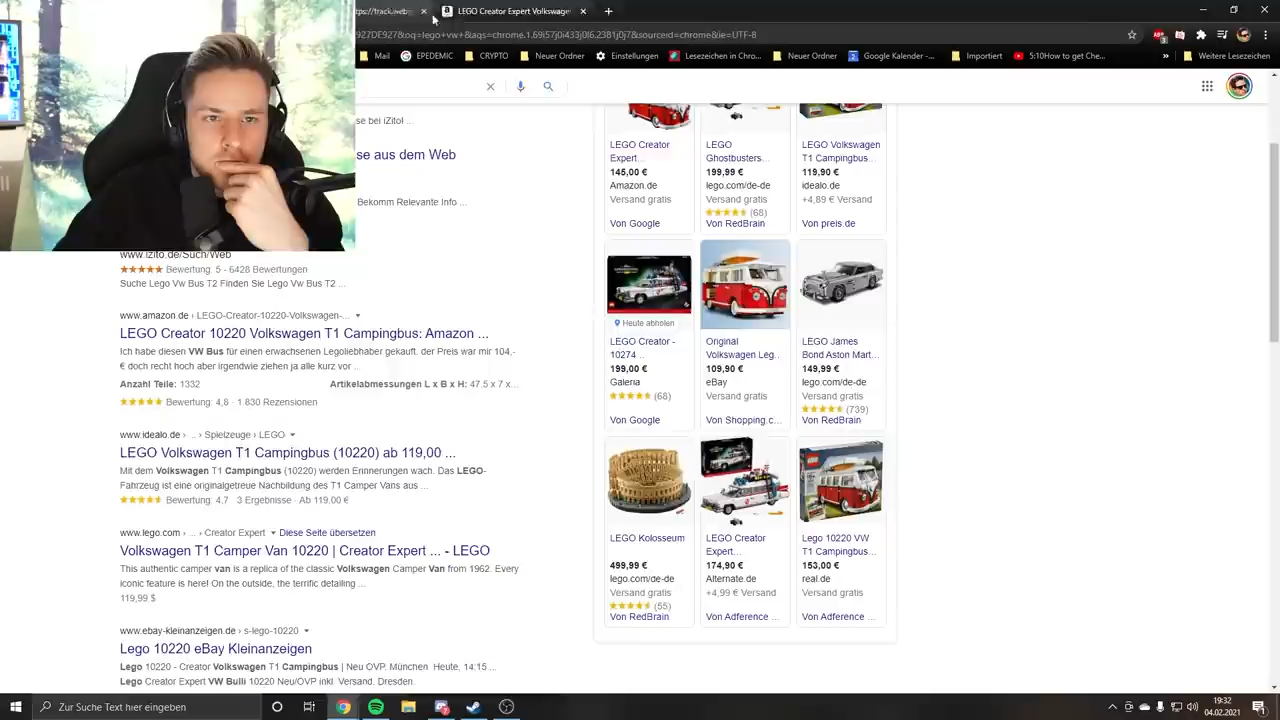 https://trac
LEGO Creator Expert Volkswagen
927DE927&oq=lego+vw+&aqs=chrome.1.69i57j0i433j0l6.2381j0j7&sourceid=chrome&ie=UTF-8
Mail
EPEDEMIC
CRYPTO
Neuer Ordner
Einstellungen
Lesezeichen in Chro...
Neuer Ordner
Google Kalender -...
Importiert
5:10How to get Che...
»
Weitere Lesezeichen
se bei iZito! ...
se aus dem Web
Bekomm Relevante Info ...
www.izito.de/Such/Web
Bewertung: 5 - 6428 Bewertungen
Suche Lego Vw Bus T2 Finden Sie Lego Vw Bus T2 ...
www.amazon.de › LEGO-Creator-10220-Volkswagen-...
LEGO Creator 10220 Volkswagen T1 Campingbus: Amazon ...
Ich habe diesen VW Bus für einen erwachsenen Legoliebhaber gekauft. der Preis war mir 104,-
€ doch recht hoch aber irgendwie ziehen ja alle kurz vor ...
Anzahl Teile: 1332
Artikelabmessungen L x B x H: 47.5 x 7 x...
Bewertung: 4,8 · 1.830 Rezensionen
www.idealo.de › ... › Spielzeuge › LEGO
LEGO Volkswagen T1 Campingbus (10220) ab 119,00 ...
Mit dem Volkswagen T1 Campingbus (10220) werden Erinnerungen wach. Das LEGO-
Fahrzeug ist eine originalgetreue Nachbildung des T1 Camper Vans aus ...
Bewertung: 4,7 · 3 Ergebnisse · Ab 119,00 €
www.lego.com › ... › Creator Expert
Diese Seite übersetzen
Volkswagen T1 Camper Van 10220 | Creator Expert ... - LEGO
This authentic camper van is a replica of the classic Volkswagen Camper Van from 1962. Every
iconic feature is here! On the outside, the terrific detailing ...
119,99 $
www.ebay-kleinanzeigen.de › s-lego-10220
Lego 10220 eBay Kleinanzeigen
Lego 10220 - Creator Volkswagen T1 Campingbus | Neu OVP. München. Heute, 14:15 ...
Lego Creator Expert VW Bulli 10220 Neu/OVP inkl. Versand. Dresden.
LEGO Creator
Expert...
145,00 €
Amazon.de
Versand gratis
Von Google
LEGO
Ghostbusters...
199,99 €
lego.com/de-de
Versand gratis
(68)
Von RedBrain
LEGO Volkswagen
T1 Campingbus...
119,90 €
idealo.de
+4,89 € Versand
Von preis.de
Heute abholen
LEGO Creator -
10274 ..
199,00 €
Galeria
(68)
Von Google
Original
Volkswagen Leg..
109,90 €
eBay
Versand gratis
Von Shopping.c...
LEGO James
Bond Aston Mart...
149,99 €
lego.com/de-de
Versand gratis
(739)
Von RedBrain
LEGO Kolosseum
499,99 €
lego.com/de-de
Versand gratis
(55)
Von RedBrain
LEGO Creator
Expert...
174,90 €
Alternate.de
+4,99 € Versand
Von Adference ...
Lego 10220 VW
T1 Campingbus...
153,00 €
real.de
Versand gratis
Von Adference ...
Zur Suche Text hier eingeben
19:32
04.02.2021